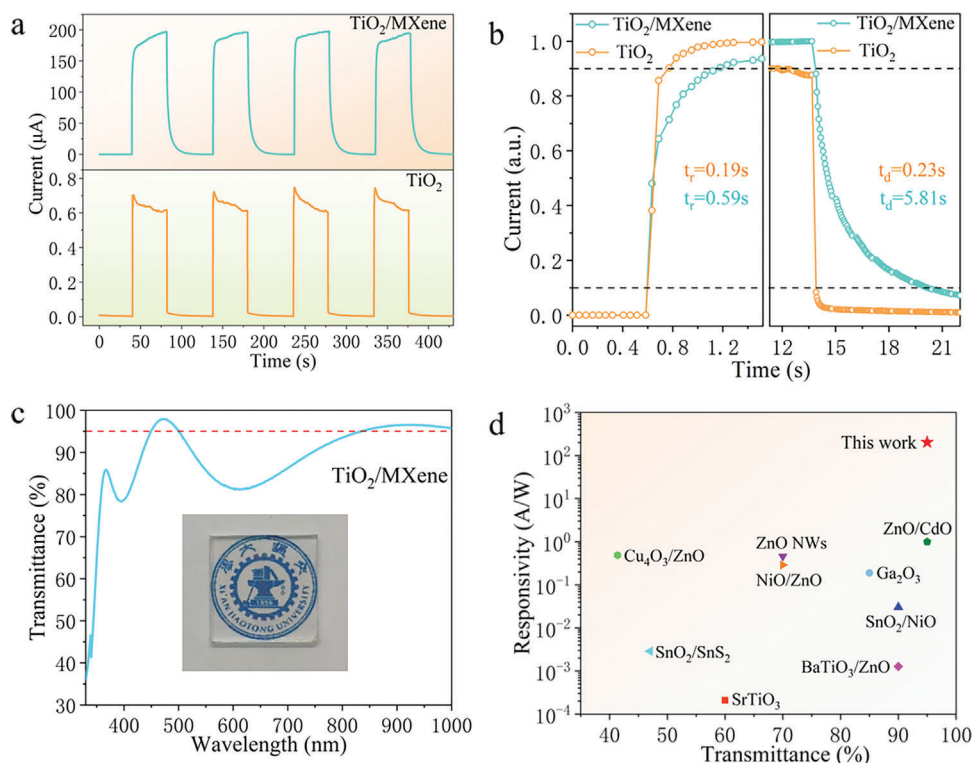 a
TiO₂/MXene
200
150
100
50
0
TiO₂
0.8
0.6
0.4
0.2
0.0
Current (μA)
0 50 100 150 200 250 300 350 400
Time (s)
b
TiO₂/MXene
TiO₂
TiO₂/MXene
TiO₂
1.0
0.8
0.6
0.4
0.2
0.0
Current (a.u.)
tᵣ=0.19s
tᵣ=0.59s
t_d=0.23s
t_d=5.81s
0.0 0.4 0.8 1.2 12 15 18 21
Time (s)
c
100
95
90
85
80
75
70
60
50
40
30
Transmittance (%)
TiO₂/MXene
XI'AN JIAOTONG UNIVERSITY
400 500 600 700 800 900 1000
Wavelength (nm)
d
10³
10²
10¹
10⁰
10⁻¹
10⁻²
10⁻³
10⁻⁴
Responsivity (A/W)
This work
ZnO/CdO
ZnO NWs
Cu₄O₃/ZnO
NiO/ZnO
Ga₂O₃
SnO₂/NiO
SnO₂/SnS₂
BaTiO₃/ZnO
SrTiO₃
40 50 60 70 80 90 100
Transmittance (%)